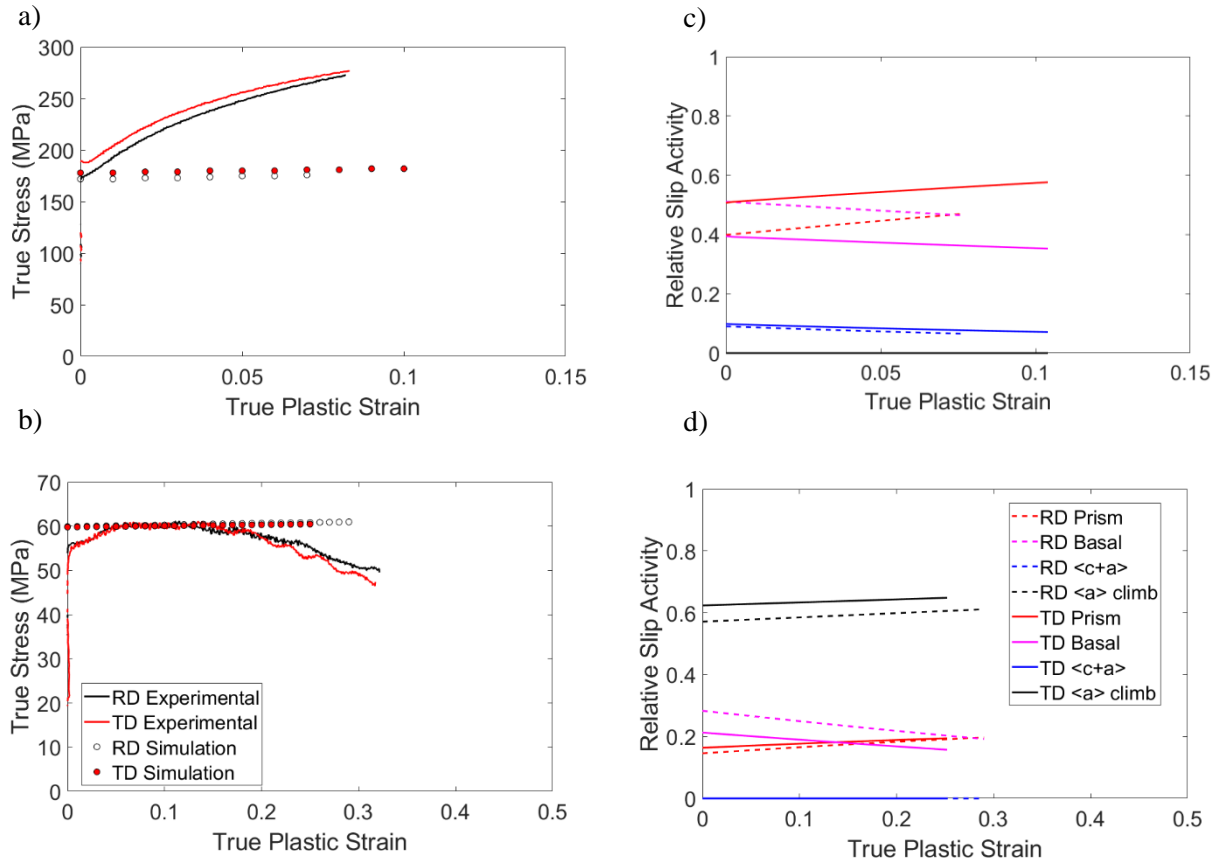 a)
300
250
200
150
100
50
0
0
0.05
0.1
0.15
True Stress (MPa)
True Plastic Strain
c)
1
0.8
0.6
0.4
0.2
0
0
0.05
0.1
0.15
Relative Slip Activity
True Plastic Strain
b)
70
60
50
40
30
20
10
0
0
0.1
0.2
0.3
0.4
0.5
True Stress (MPa)
True Plastic Strain
RD Experimental
TD Experimental
RD Simulation
TD Simulation
d)
1
0.8
0.6
0.4
0.2
0
0
0.1
0.2
0.3
0.4
0.5
Relative Slip Activity
True Plastic Strain
RD Prism
RD Basal
RD <c+a>
RD <a> climb
TD Prism
TD Basal
TD <c+a>
TD <a> climb